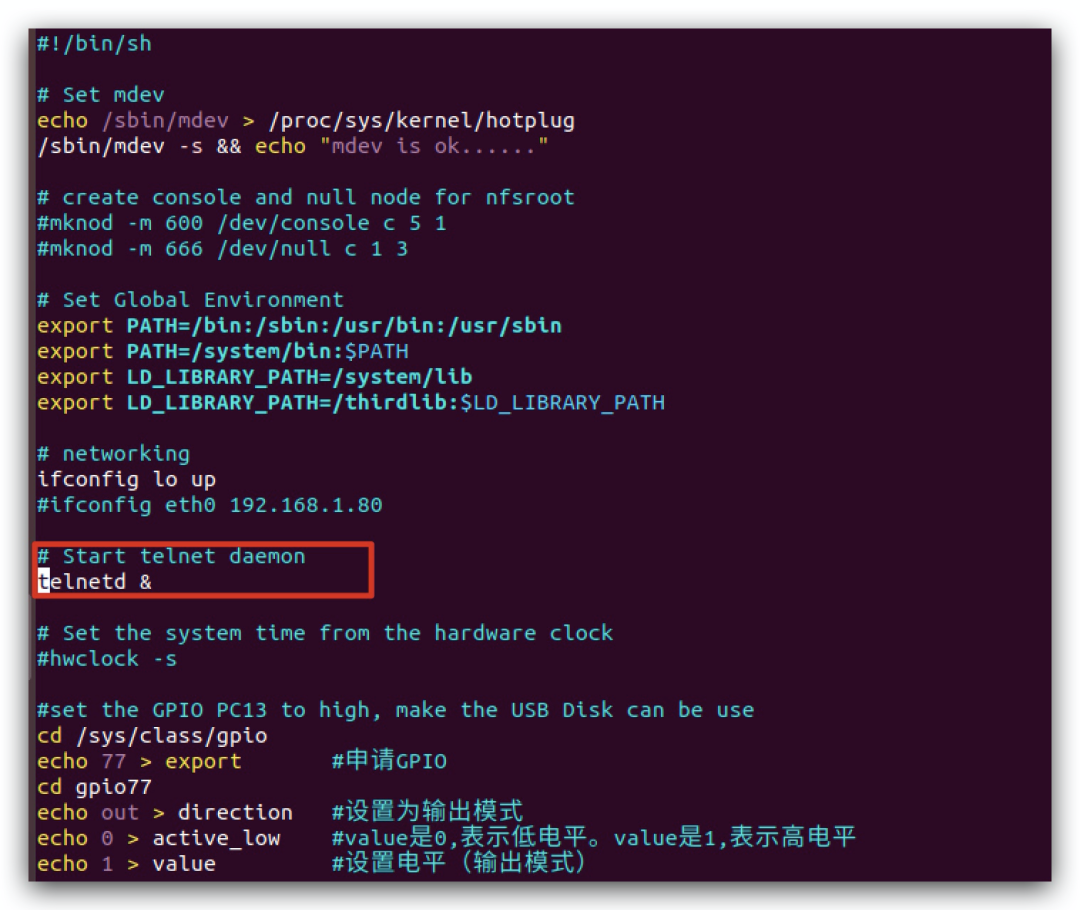 #!/bin/sh
# Set mdev
echo /sbin/mdev > /proc/sys/kernel/hotplug
/sbin/mdev -s && echo "mdev is ok......"
# create console and null node for nfsroot
#mknod -m 600 /dev/console c 5 1
#mknod -m 666 /dev/null c 1 3
# Set Global Environment
export PATH=/bin:/sbin:/usr/bin:/usr/sbin
export PATH=/system/bin:$PATH
export LD_LIBRARY_PATH=/system/lib
export LD_LIBRARY_PATH=/thirdlib:$LD_LIBRARY_PATH
# networking
ifconfig lo up
#ifconfig eth0 192.168.1.80
# Start telnet daemon
telnetd &
# Set the system time from the hardware clock
#hwclock -s
#set the GPIO PC13 to high, make the USB Disk can be use
cd /sys/class/gpio
echo 77 > export #申请GPIO
cd gpio77
echo out > direction #设置为输出模式
echo 0 > active_low #value是0,表示低电平。value是1,表示高电平
echo 1 > value #设置电平（输出模式）